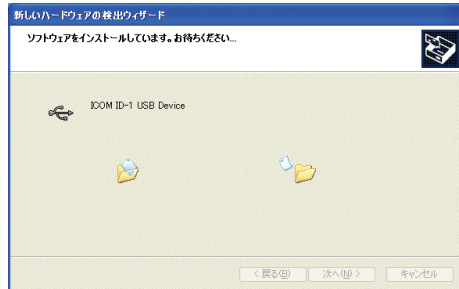 新しいハードウェアの検出ウィザード
ソフトウェアをインストールしています。お待ちください...
ICOM ID-1 USB Device
< 戻る(B)
次へ(N) >
キャンセル